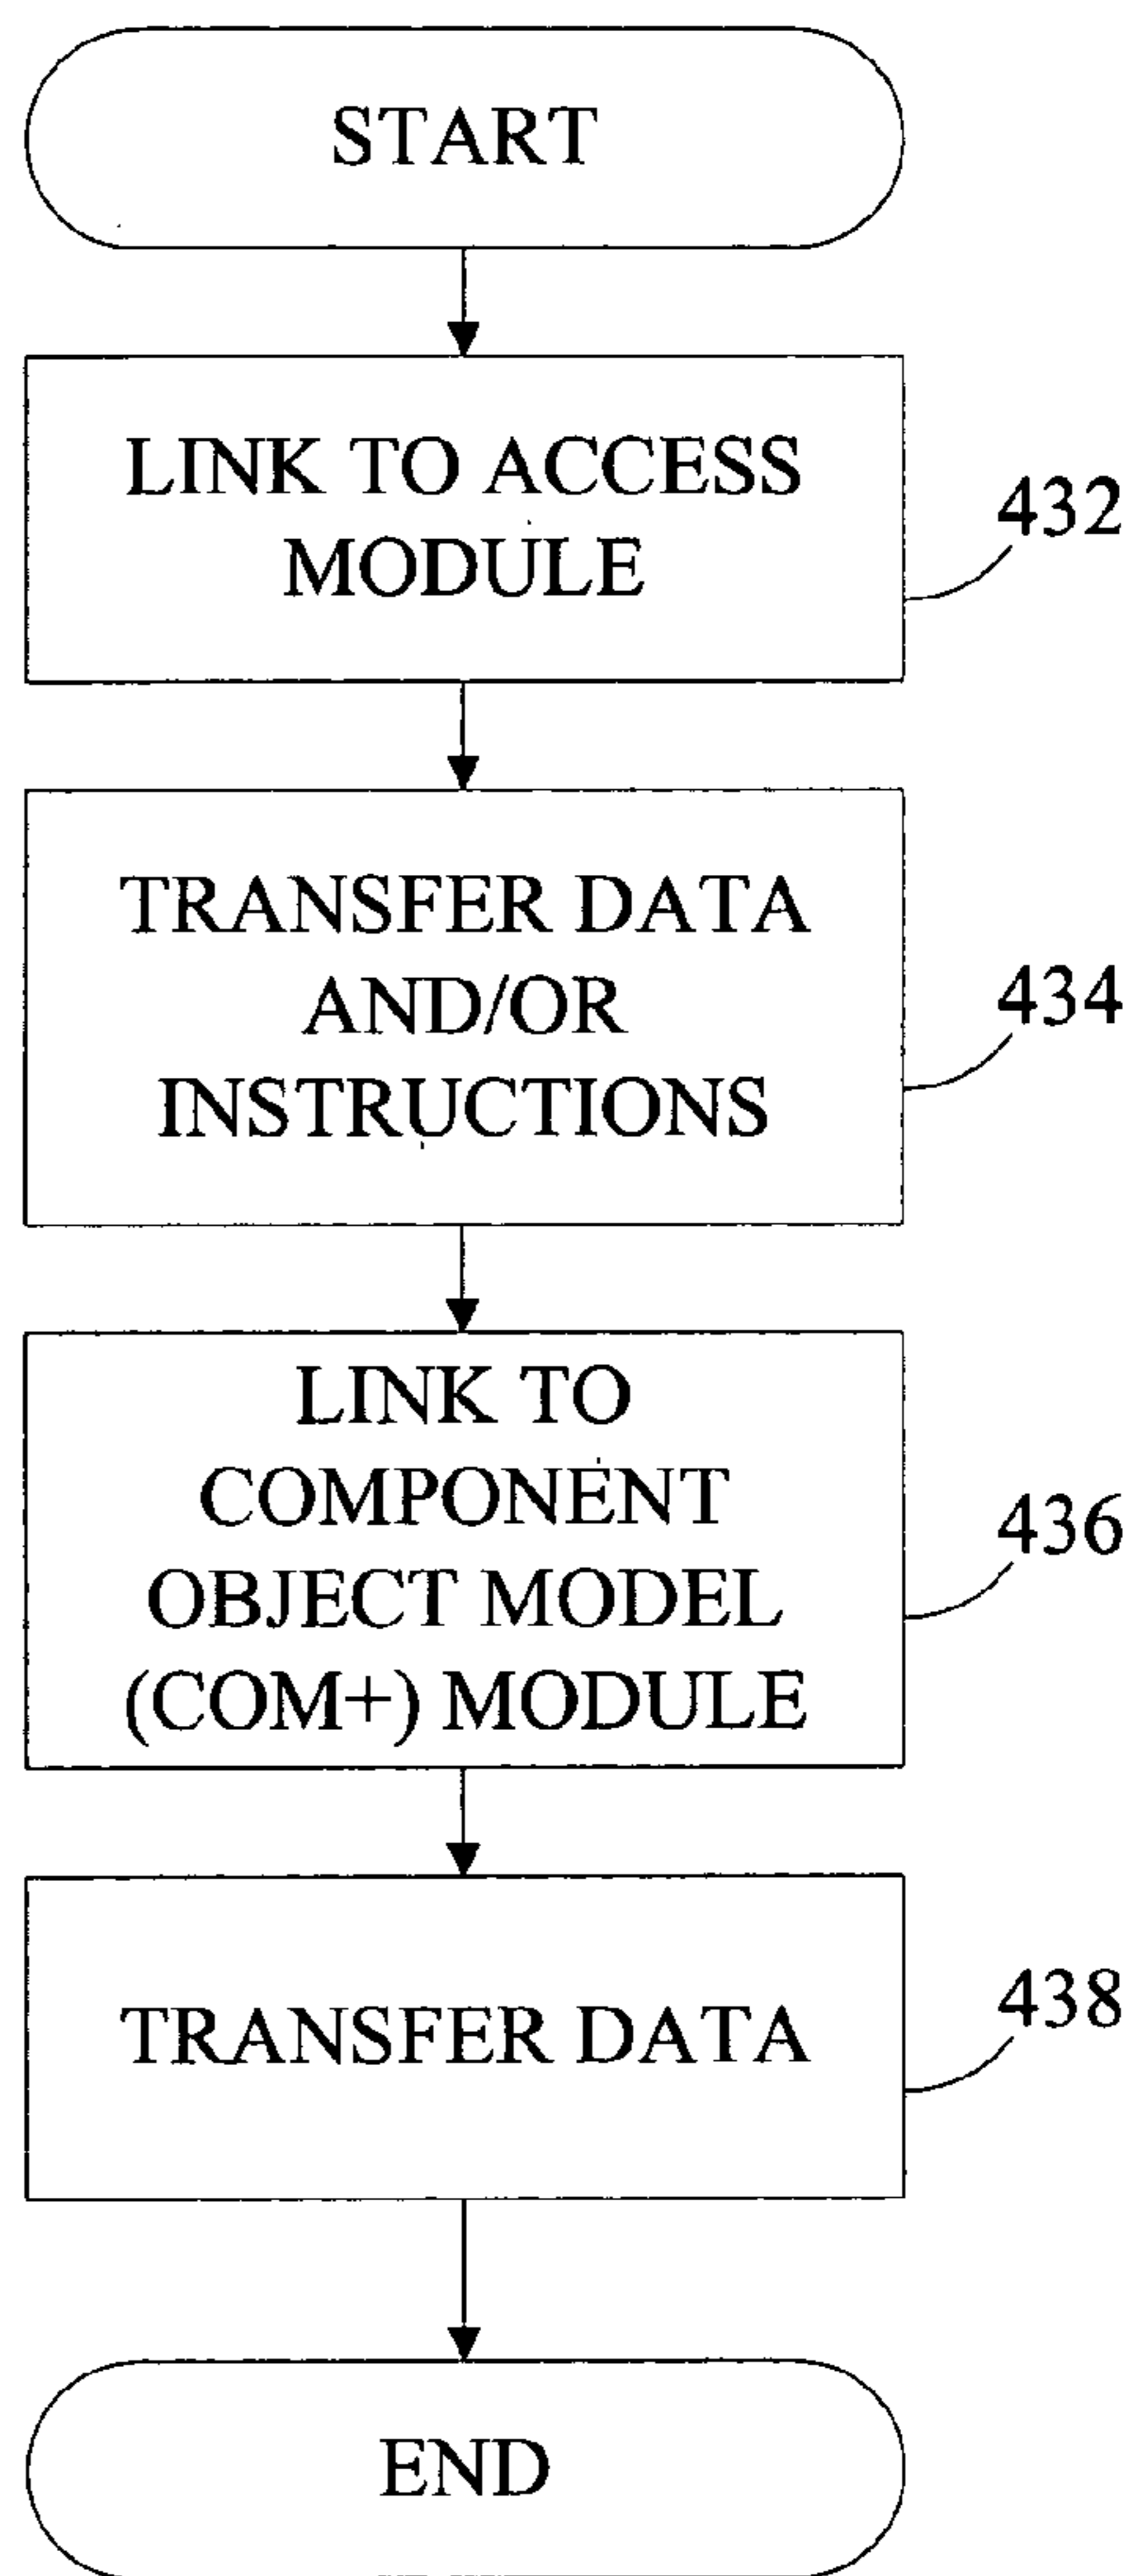 START
LINK TO ACCESS
MODULE
432
TRANSFER DATA
AND/OR
INSTRUCTIONS
434
LINK TO
COMPONENT
OBJECT MODEL
(COM+) MODULE
436
TRANSFER DATA
438
END